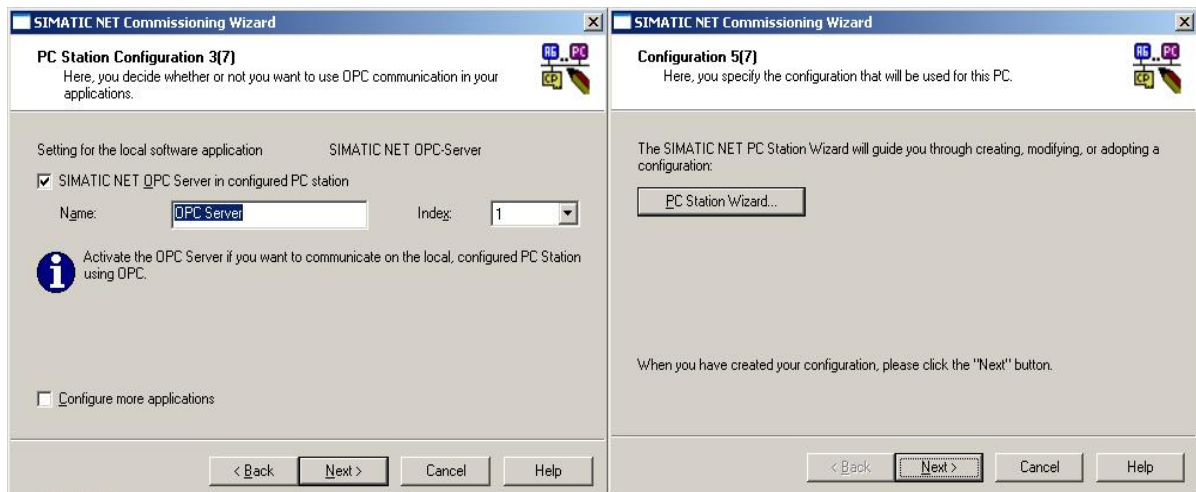 SIMATIC NET Commissioning Wizard
PC Station Configuration 3(7)
Here, you decide whether or not you want to use OPC communication in your
applications.
AG..PC
CP
Setting for the local software application SIMATIC NET OPC-Server
SIMATIC NET OPC Server in configured PC station
Name: OPC Server Index: 1
Activate the OPC Server if you want to communicate on the local, configured PC Station
using OPC.
Configure more applications
< Back Next > Cancel Help
SIMATIC NET Commissioning Wizard
Configuration 5(7)
Here, you specify the configuration that will be used for this PC.
AG..PC
CP
The SIMATIC NET PC Station Wizard will guide you through creating, modifying, or adopting a
configuration:
PC Station Wizard...
When you have created your configuration, please click the "Next" button.
< Back Next > Cancel Help